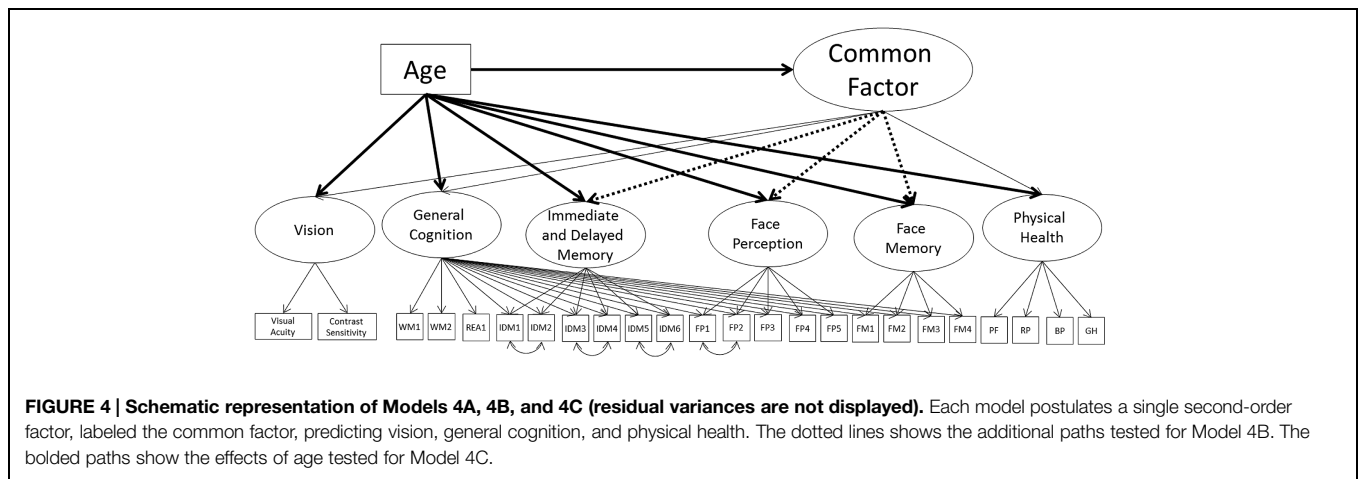 Age
Common
Factor
Vision
General
Cognition
Immediate
and Delayed
Memory
Face
Perception
Face
Memory
Physical
Health
Visual
Acuity
Contrast
Sensitivity
WM1
WM2
REA1
IDM1
IDM2
IDM3
IDM4
IDM5
IDM6
FP1
FP2
FP3
FP4
FP5
FM1
FM2
FM3
FM4
PF
RP
BP
GH
FIGURE 4 | Schematic representation of Models 4A, 4B, and 4C (residual variances are not displayed). Each model postulates a single second-order
factor, labeled the common factor, predicting vision, general cognition, and physical health. The dotted lines shows the additional paths tested for Model 4B. The
bolded paths show the effects of age tested for Model 4C.